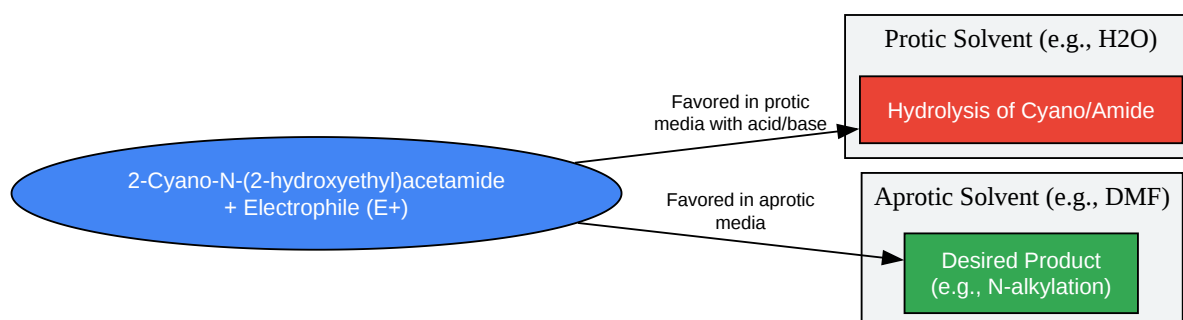 Protic Solvent (e.g., H2O)
Hydrolysis of Cyano/Amide
Favored in protic
media with acid/base
2-Cyano-N-(2-hydroxyethyl)acetamide
+ Electrophile (E+)
Favored in aprotic
media
Aprotic Solvent (e.g., DMF)
Desired Product
(e.g., N-alkylation)